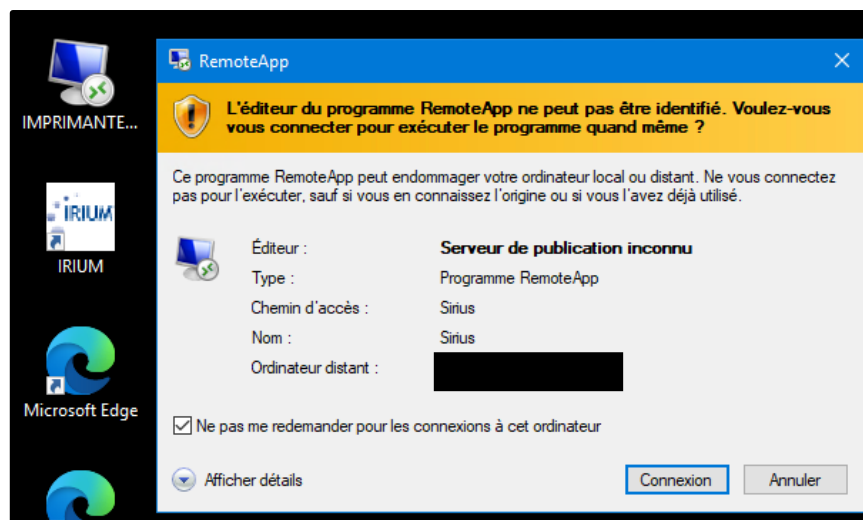 RemoteApp
L'éditeur du programme RemoteApp ne peut pas être identifié. Voulez-vous
vous connecter pour exécuter le programme quand même ?
Ce programme RemoteApp peut endommager votre ordinateur local ou distant. Ne vous connectez
pas pour l'exécuter, sauf si vous en connaissez l'origine ou si vous l'avez déjà utilisé.
Éditeur : Serveur de publication inconnu
Type : Programme RemoteApp
Chemin d'accès : Sirius
Nom : Sirius
Ordinateur distant :
Ne pas me redemander pour les connexions à cet ordinateur
Afficher détails
Connexion
Annuler
IMPRIMANTE...
IRIUM
IRIUM
Microsoft Edge